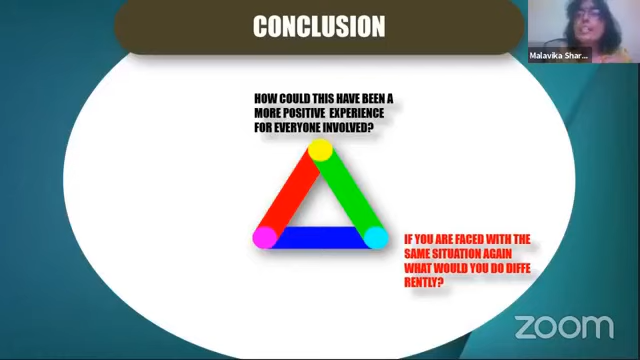 CONCLUSION
Malavika Shar...
HOW COULD THIS HAVE BEEN A
MORE POSITIVE EXPERIENCE
FOR EVERYONE INVOLVED?
IF YOU ARE FACED WITH THE
SAME SITUATION AGAIN
WHAT WOULD YOU DO DIFFE
RENTLY?
zoom